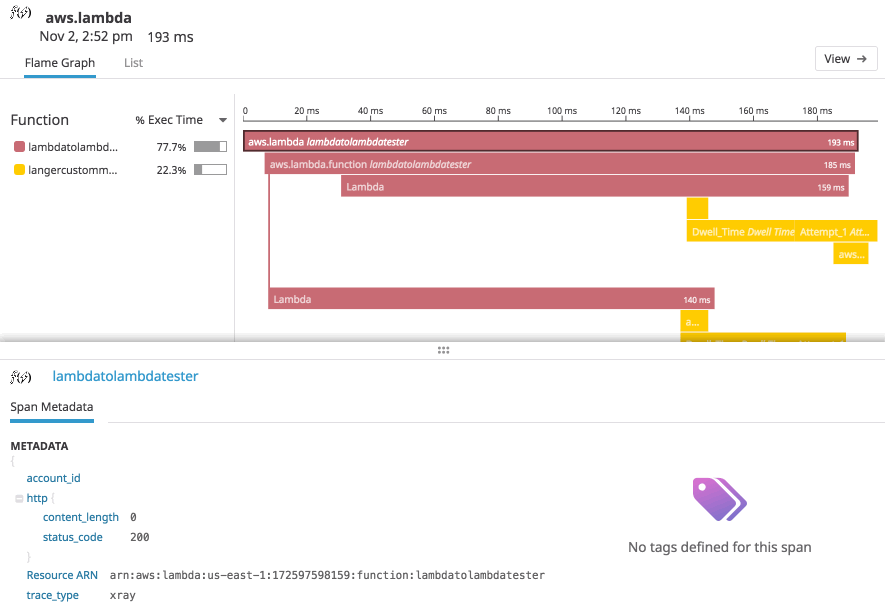 f(x) aws.lambda
Nov 2, 2:52 pm 193 ms
Flame Graph List
View →
Function % Exec Time
lambdatolambd... 77.7%
langercustomm... 22.3%
0 20 ms 40 ms 60 ms 80 ms 100 ms 120 ms 140 ms 160 ms 180 ms
aws.lambda lambdatolambdatester 193 ms
aws.lambda.function lambdatolambdatester 185 ms
Lambda 159 ms
Dwell_Time Dwell Time Attempt_1 Att...
aws...
Lambda 140 ms
a...
f(x) lambdatolambdatester
Span Metadata
METADATA
{
account_id
http {
content_length 0
status_code 200
}
Resource ARN arn:aws:lambda:us-east-1:172597598159:function:lambdatolambdatester
trace_type xray
No tags defined for this span